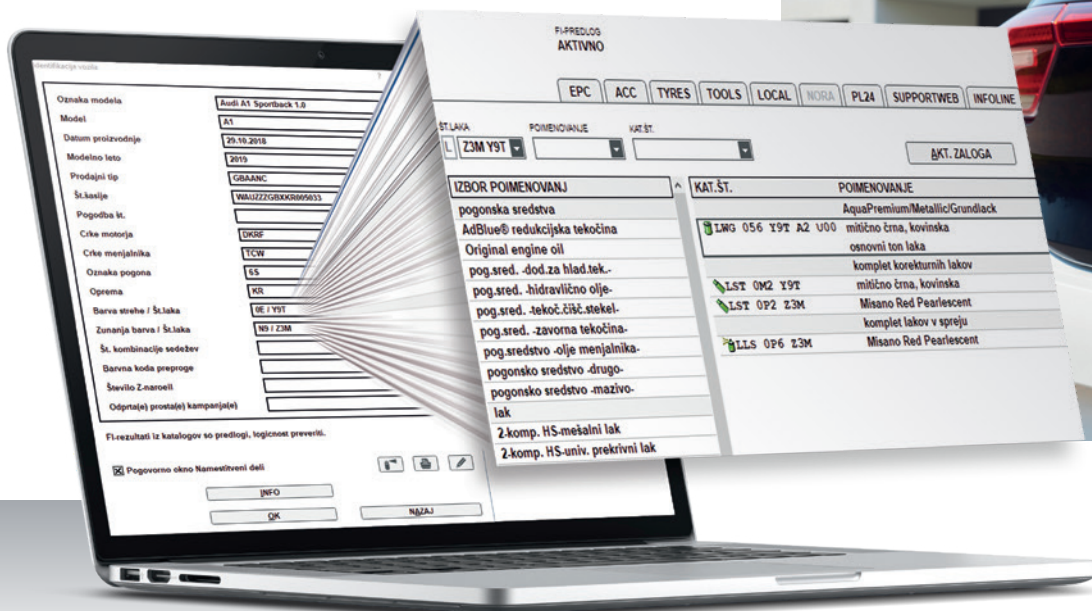 Identifikacija vozila
?
Oznaka modela Audi A1 Sportback 1.0
Model A1
Datum proizvodnje 29.10.2018
Modelno leto 2019
Prodajni tip GBAANC
Št.šasije WAUZZZGBXKR005033
Pogodba št.
Crke motorja DKRF
Crke menjalnika TCW
Oznaka pogona 6S
Oprema KR
Barva strehe / Št.laka 0E / Y9T
Zunanja barva / Št.laka N9 / Z3M
Št. kombinacije sedežev
Barvna koda preproge
Število Z-naroeil
Odprta(e) prosta(e) kampanja(e)
FI-rezultati iz katalogov so predlogi, logicnost preveriti.
Pogovorno okno Namestitveni deli
INFO
OK NAZAJ
FI-PREDLOG
AKTIVNO
EPC ACC TYRES TOOLS LOCAL NORA PL24 SUPPORTWEB INFOLINE
ŠT.LAKA POIMENOVANJE KAT.ŠT.
L Z3M Y9T AKT. ZALOGA
IZBOR POIMENOVANJ
pogonska sredstva
AdBlue® redukcijska tekočina
Original engine oil
pog.sred. -dod.za hlad.tek.-
pog.sred. -hidravlično olje-
pog.sred. -tekoč.čišč.stekel-
pog.sred. -zavorna tekočina-
pog.sredstvo -olje menjalnika-
pogonsko sredstvo -drugo-
pogonsko sredstvo -mazivo-
lak
2-komp. HS-mešalni lak
2-komp. HS-univ. prekrivni lak
KAT.ŠT. POIMENOVANJE
AquaPremium/Metallic/Grundlack
LWG 056 Y9T A2 U00 mitično črna, kovinska
osnovni ton laka
komplet korekturnih lakov
LST 0M2 Y9T mitično črna, kovinska
LST 0P2 Z3M Misano Red Pearlescent
komplet lakov v spreju
LLS 0P6 Z3M Misano Red Pearlescent